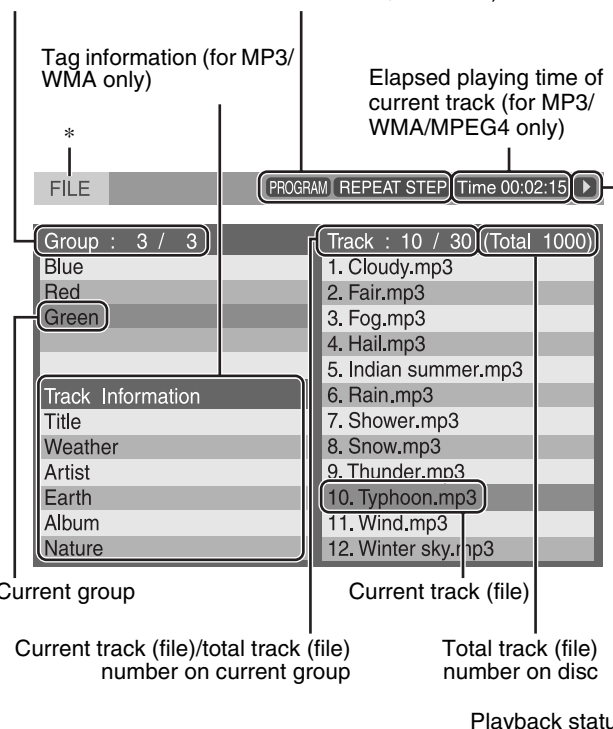 Tag information (for MP3/
WMA only)
Elapsed playing time of
current track (for MP3/
WMA/MPEG4 only)
*
FILE
PROGRAM REPEAT STEP Time 00:02:15
Group : 3 / 3
Blue
Red
Green
Track Information
Title
Weather
Artist
Earth
Album
Nature
Track : 10 / 30 (Total 1000)
1. Cloudy.mp3
2. Fair.mp3
3. Fog.mp3
4. Hail.mp3
5. Indian summer.mp3
6. Rain.mp3
7. Shower.mp3
8. Snow.mp3
9. Thunder.mp3
10. Typhoon.mp3
11. Wind.mp3
12. Winter sky.mp3
Current group
Current track (file)
Current track (file)/total track (file)
number on current group
Total track (file)
number on disc
Playback statu